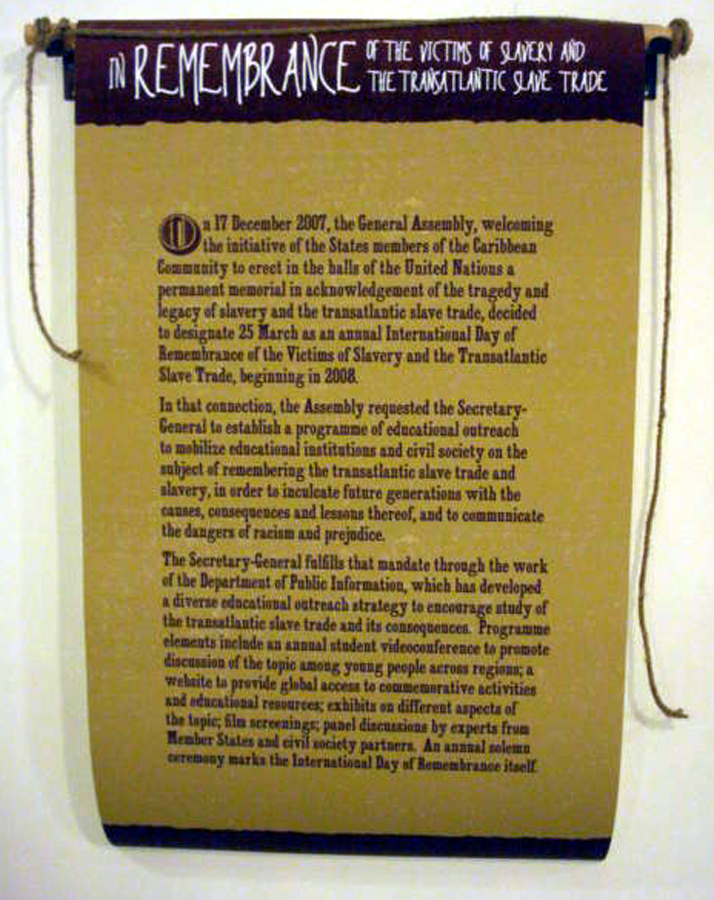 IN REMEMBRANCE OF THE VICTIMS OF SLAVERY AND
THE TRANSATLANTIC SLAVE TRADE
On 17 December 2007, the General Assembly, welcoming
the initiative of the States members of the Caribbean
Community to erect in the halls of the United Nations a
permanent memorial in acknowledgement of the tragedy and
legacy of slavery and the transatlantic slave trade, decided
to designate 25 March as an annual International Day of
Remembrance of the Victims of Slavery and the Transatlantic
Slave Trade, beginning in 2008.
In that connection, the Assembly requested the Secretary-
General to establish a programme of educational outreach
to mobilize educational institutions and civil society on the
subject of remembering the transatlantic slave trade and
slavery, in order to inculcate future generations with the
causes, consequences and lessons thereof, and to communicate
the dangers of racism and prejudice.
The Secretary-General fulfills that mandate through the work
of the Department of Public Information, which has developed
a diverse educational outreach strategy to encourage study of
the transatlantic slave trade and its consequences. Programme
elements include an annual student videoconference to promote
discussion of the topic among young people across regions; a
website to provide global access to commemorative activities
and educational resources; exhibits on different aspects of
the topic; film screenings; panel discussions by experts from
Member States and civil society partners. An annual solemn
ceremony marks the International Day of Remembrance itself.